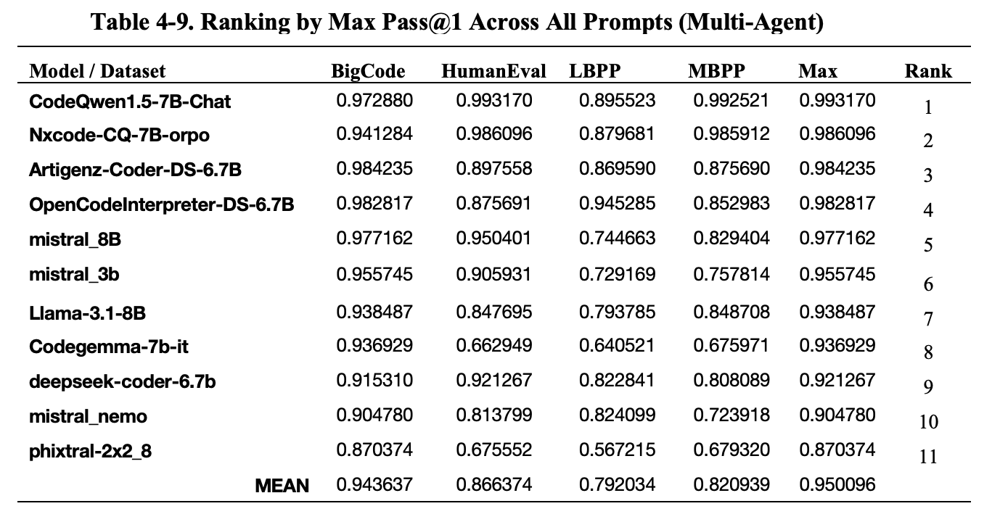 Table 4-9. Ranking by Max Pass@1 Across All Prompts (Multi-Agent)
Model / Dataset BigCode HumanEval LBPP MBPP Max Rank
CodeQwen1.5-7B-Chat 0.972880 0.993170 0.895523 0.992521 0.993170 1
Nxcode-CQ-7B-orpo 0.941284 0.986096 0.879681 0.985912 0.986096 2
Artigenz-Coder-DS-6.7B 0.984235 0.897558 0.869590 0.875690 0.984235 3
OpenCodeInterpreter-DS-6.7B 0.982817 0.875691 0.945285 0.852983 0.982817 4
mistral_8B 0.977162 0.950401 0.744663 0.829404 0.977162 5
mistral_3b 0.955745 0.905931 0.729169 0.757814 0.955745 6
Llama-3.1-8B 0.938487 0.847695 0.793785 0.848708 0.938487 7
Codegemma-7b-it 0.936929 0.662949 0.640521 0.675971 0.936929 8
deepseek-coder-6.7b 0.915310 0.921267 0.822841 0.808089 0.921267 9
mistral_nemo 0.904780 0.813799 0.824099 0.723918 0.904780 10
phixtral-2x2_8 0.870374 0.675552 0.567215 0.679320 0.870374 11
MEAN 0.943637 0.866374 0.792034 0.820939 0.950096